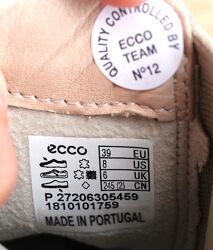 QUALITY CONTROLLED BY
ECCO
TEAM
Nº12
ecco
39 EU
8 US
6 UK
245 (2) CN
P 27206305459
1810101759
MADE IN PORTUGAL